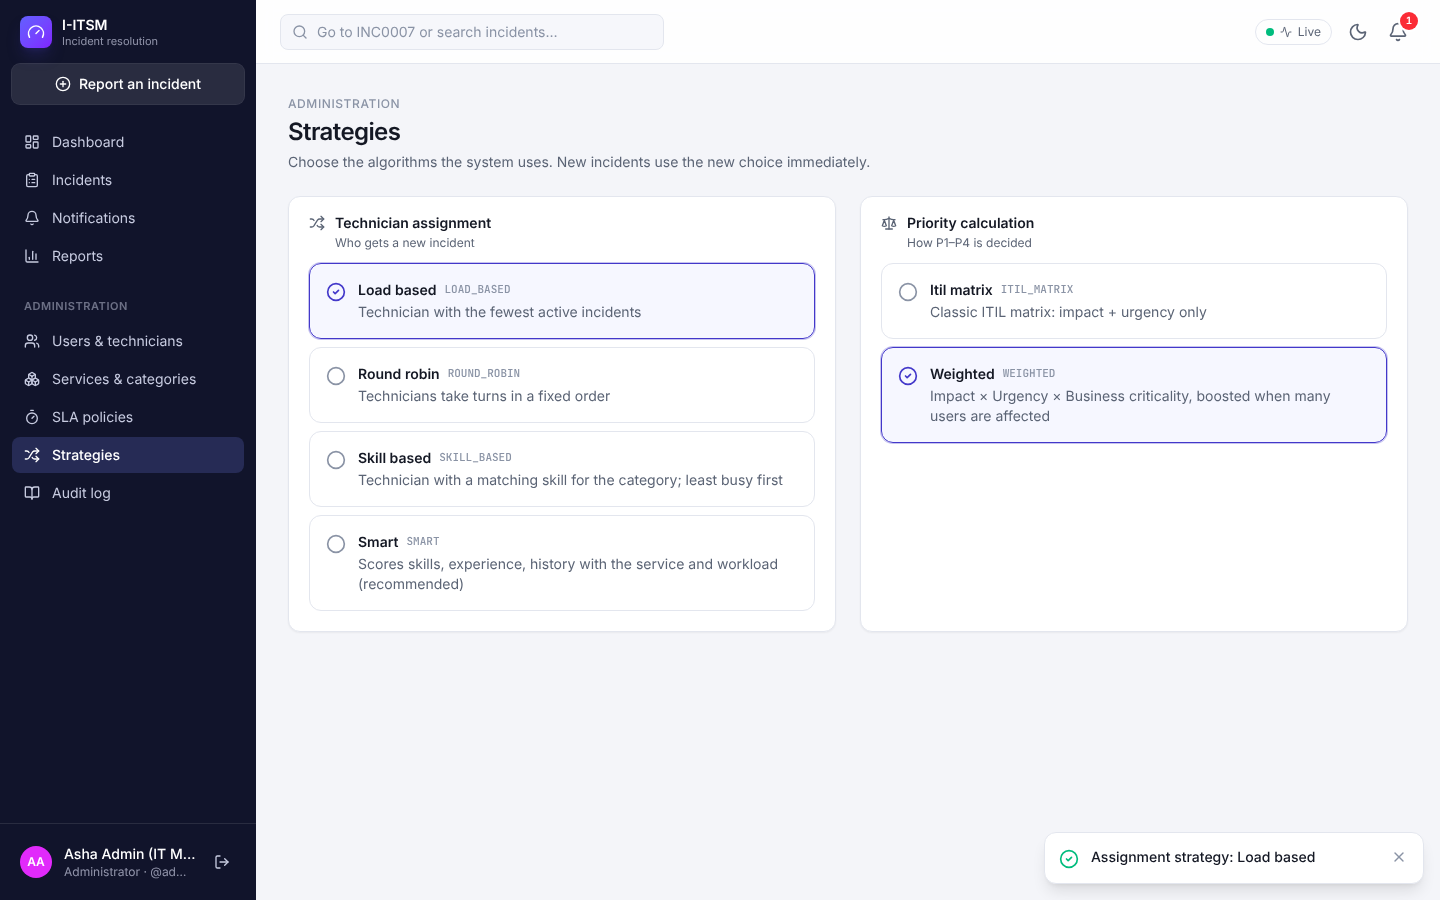 I-ITSM
Incident resolution
Report an incident
Dashboard
Incidents
Notifications
Reports
ADMINISTRATION
Users & technicians
Services & categories
SLA policies
Strategies
Audit log
AA
Asha Admin (IT M...
Administrator · @ad...
Go to INC0007 or search incidents...
Live
1
ADMINISTRATION
Strategies
Choose the algorithms the system uses. New incidents use the new choice immediately.
Technician assignment
Who gets a new incident
Load based LOAD_BASED
Technician with the fewest active incidents
Round robin ROUND_ROBIN
Technicians take turns in a fixed order
Skill based SKILL_BASED
Technician with a matching skill for the category; least busy first
Smart SMART
Scores skills, experience, history with the service and workload
(recommended)
Priority calculation
How P1–P4 is decided
Itil matrix ITIL_MATRIX
Classic ITIL matrix: impact + urgency only
Weighted WEIGHTED
Impact × Urgency × Business criticality, boosted when many
users are affected
Assignment strategy: Load based